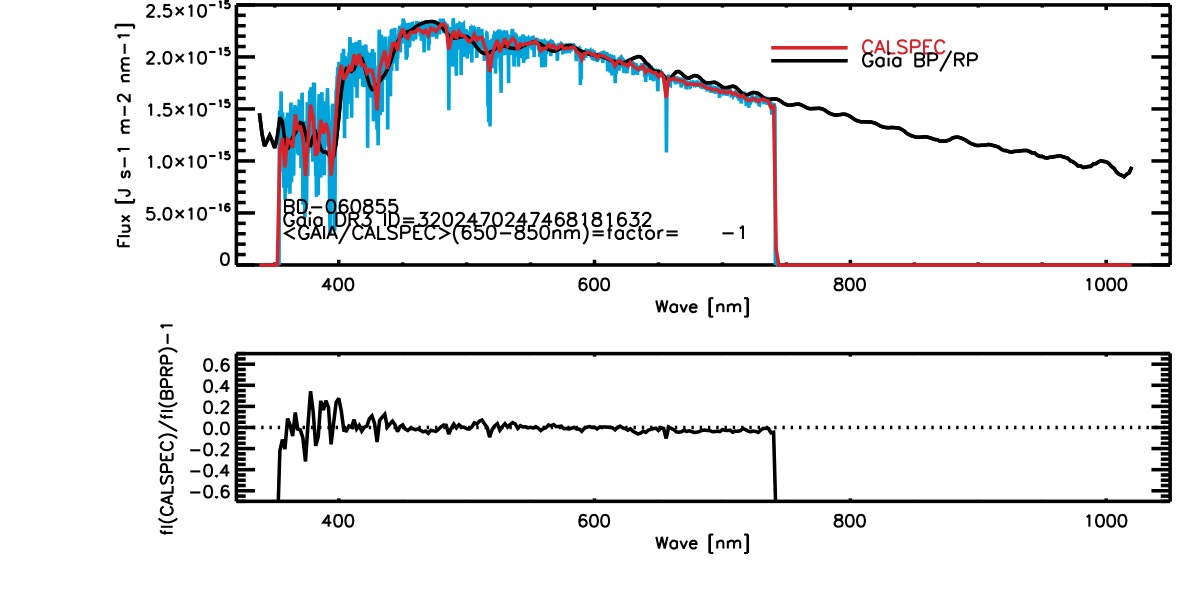 2.5×10⁻¹⁵
2.0×10⁻¹⁵
1.5×10⁻¹⁵
1.0×10⁻¹⁵
5.0×10⁻¹⁶
0
Flux [J s−1 m−2 nm−1]
CALSPEC
Gaia BP/RP
BD−060855
Gaia DR3 ID=3202470247468181632
<GAIA/CALSPEC>(650−850nm)=factor= −1
400 600 800 1000
Wave [nm]
fl(CALSPEC)/fl(BPRP)−1
0.6
0.4
0.2
0.0
−0.2
−0.4
−0.6
400 600 800 1000
Wave [nm]